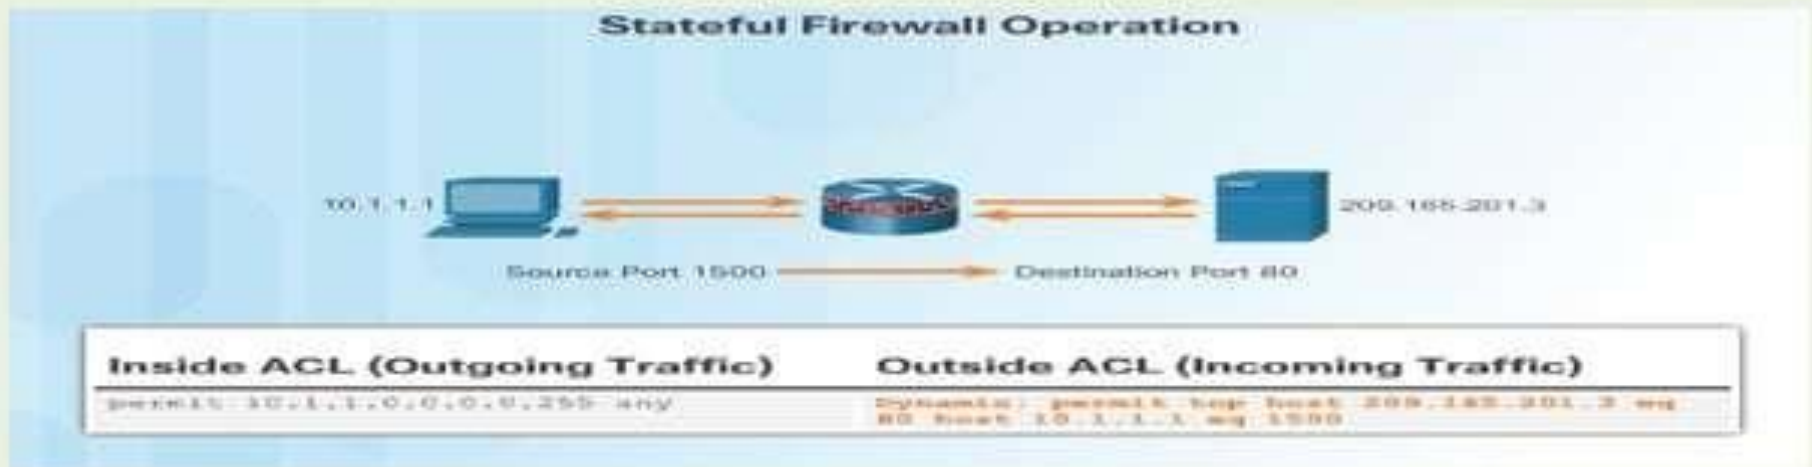 Stateful Firewall Operation
10.1.1.1
209.165.201.3
Source Port 1500
Destination Port 80
Inside ACL (Outgoing Traffic)
Outside ACL (Incoming Traffic)
permit 10.1.1.0.0.0.0.255 any
Dynamic: permit tcp host 209.165.201.3 eq
80 host 10.1.1.1 eq 1500